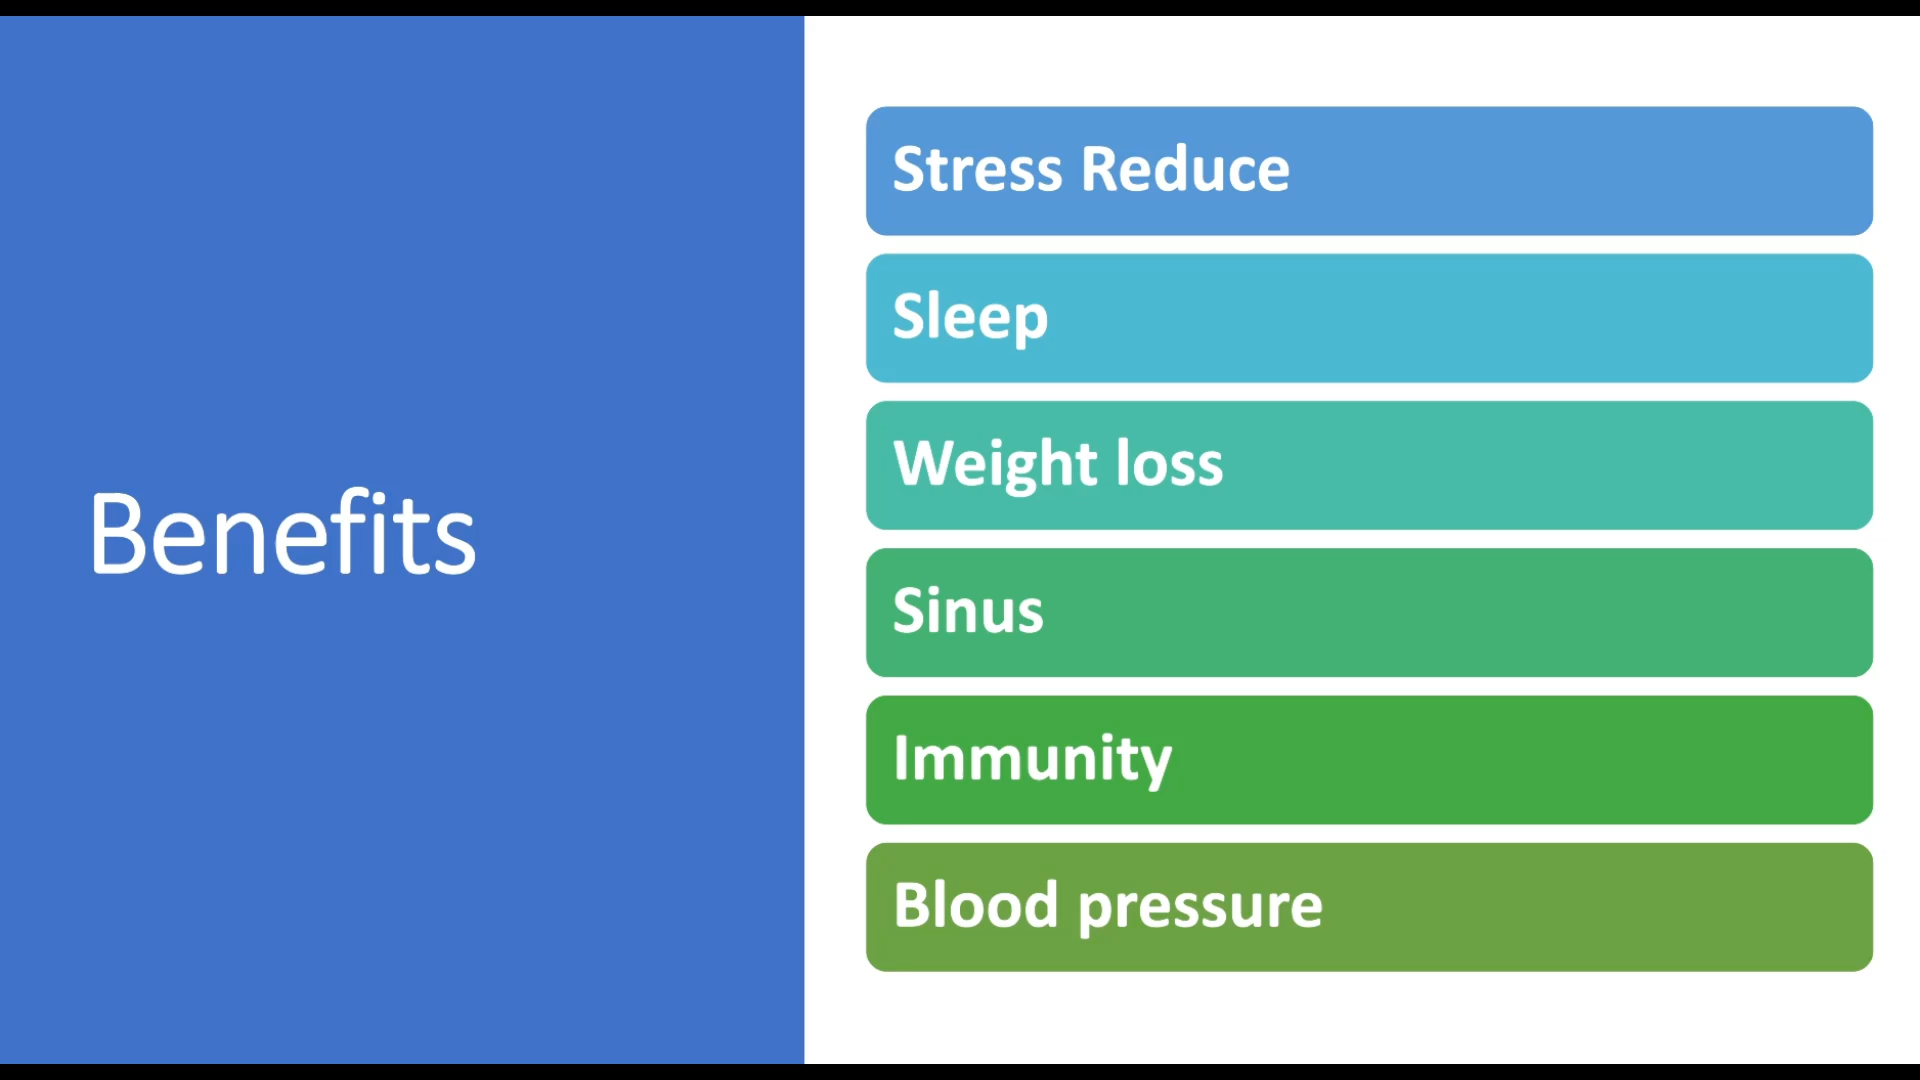 Benefits
Stress Reduce
Sleep
Weight loss
Sinus
Immunity
Blood pressure